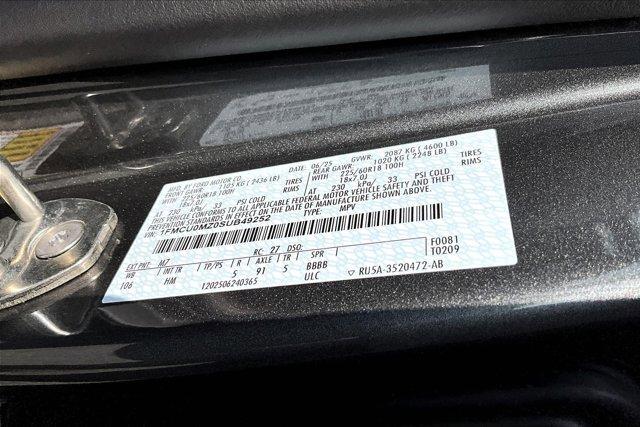 MFD. BY FORD MOTOR CO.
DATE: 06/25 GVWR: 2087 KG ( 4600 LB)
FRONT GAWR: 1105 KG ( 2436 LB) REAR GAWR: 1020 KG ( 2248 LB)
WITH 225/60R18 100H TIRES WITH 225/60R18 100H TIRES
18x7.0J RIMS 18x7.0J RIMS
AT 230 kPa/ 33 PSI COLD AT 230 kPa/ 33 PSI COLD
THIS VEHICLE CONFORMS TO ALL APPLICABLE FEDERAL MOTOR VEHICLE SAFETY AND THEFT
PREVENTION STANDARDS IN EFFECT ON THE DATE OF MANUFACTURE SHOWN ABOVE.
VIN: 1FMCU0MZ0SUB49252 TYPE: MPV
EXT PNT: M7 RC: 27 DSO: F0081
WB INT TR TP/PS R AXLE TR SPR T0209
106 HM 5 91 5 BBBB
1202506240365 ULC RU5A-3520472-AB